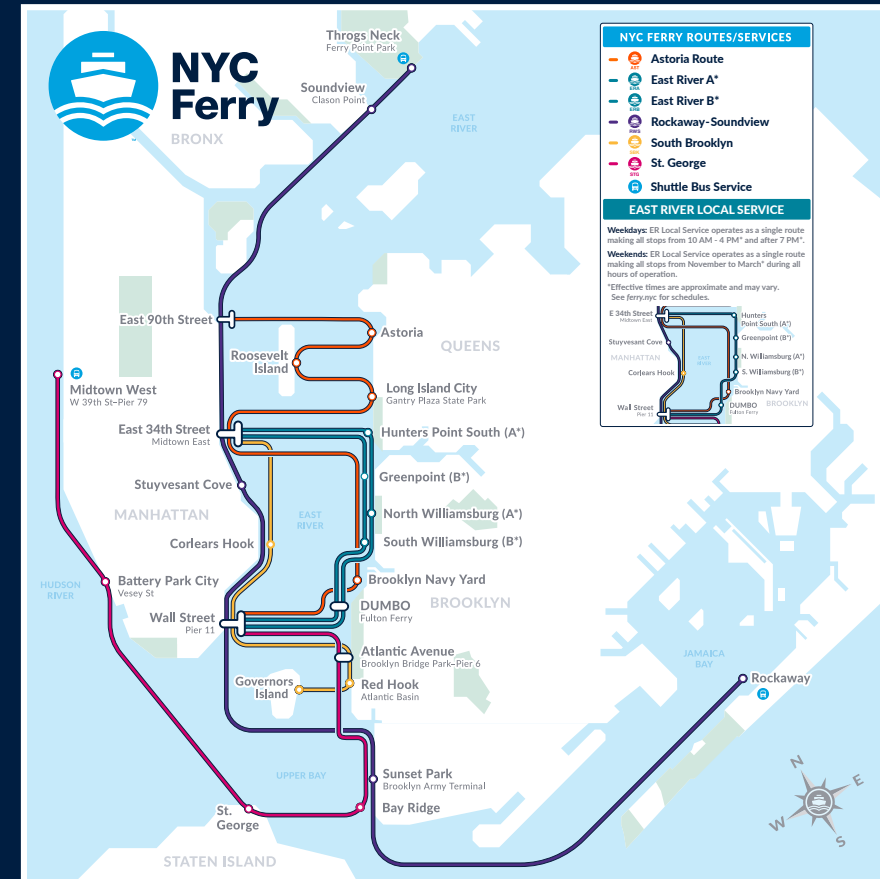 NYC
Ferry
Throgs Neck
Ferry Point Park
Soundview
Clason Point
EAST
RIVER
BRONX
East 90th Street
Astoria
Roosevelt
Island
QUEENS
Midtown West
W 39th St–Pier 79
Long Island City
Gantry Plaza State Park
East 34th Street
Midtown East
Hunters Point South (A*)
Greenpoint (B*)
Stuyvesant Cove
MANHATTAN
EAST
RIVER
North Williamsburg (A*)
South Williamsburg (B*)
Corlears Hook
HUDSON
RIVER
Battery Park City
Vesey St
Brooklyn Navy Yard
Wall Street
Pier 11
DUMBO
Fulton Ferry
BROOKLYN
Atlantic Avenue
Brooklyn Bridge Park–Pier 6
Governors
Island
Red Hook
Atlantic Basin
JAMAICA
BAY
Rockaway
UPPER BAY
Sunset Park
Brooklyn Army Terminal
Bay Ridge
St.
George
STATEN ISLAND
N
E
W
S
NYC FERRY ROUTES/SERVICES
AST
Astoria Route
ERA
East River A*
ERB
East River B*
RWS
Rockaway-Soundview
SBK
South Brooklyn
STG
St. George
Shuttle Bus Service
EAST RIVER LOCAL SERVICE
Weekdays: ER Local Service operates as a single route
making all stops from 10 AM - 4 PM* and after 7 PM*.
Weekends: ER Local Service operates as a single route
making all stops from November to March* during all
hours of operation.
*Effective times are approximate and may vary.
See ferry.nyc for schedules.
E 34th Street
Midtown East
Hunters
Point South (A*)
Greenpoint (B*)
Stuyvesant Cove
MANHATTAN
EAST
RIVER
N. Williamsburg (A*)
Corlears Hook
S. Williamsburg (B*)
Brooklyn Navy Yard
Wall Street
Pier 11
DUMBO
Fulton Ferry
BROOKLYN